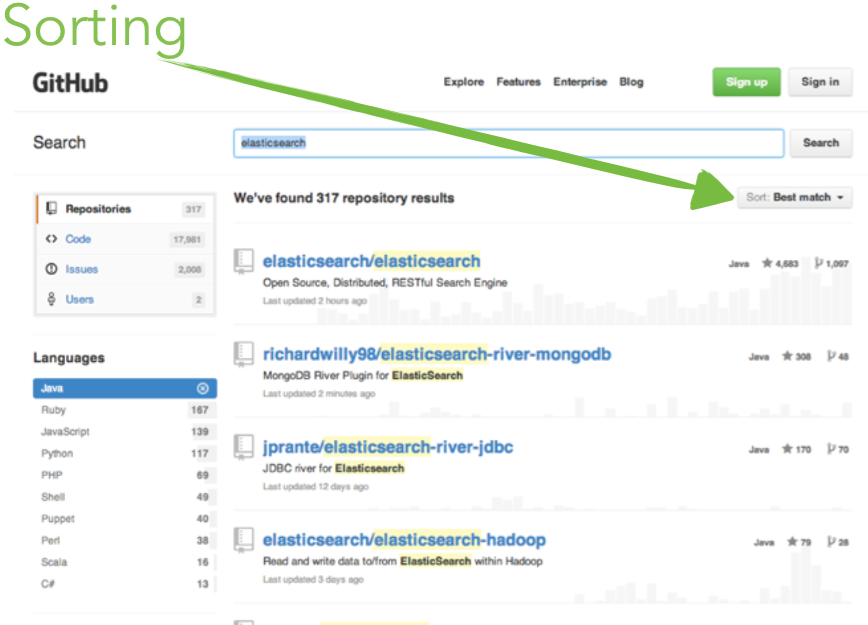 Sorting
GitHub
Explore Features Enterprise Blog Sign up Sign in
Search elasticsearch Search
Repositories 317
Code 17,981
Issues 2,008
Users 2
We've found 317 repository results Sort: Best match
elasticsearch/elasticsearch Java 4,683 1,097
Open Source, Distributed, RESTful Search Engine
Last updated 2 hours ago
richardwilly98/elasticsearch-river-mongodb Java 308 48
MongoDB River Plugin for ElasticSearch
Last updated 2 minutes ago
jprante/elasticsearch-river-jdbc Java 170 70
JDBC river for Elasticsearch
Last updated 12 days ago
elasticsearch/elasticsearch-hadoop Java 79 28
Read and write data to/from ElasticSearch within Hadoop
Last updated 3 days ago
Languages
Java
Ruby 167
JavaScript 139
Python 117
PHP 69
Shell 49
Puppet 40
Perl 38
Scala 16
C# 13